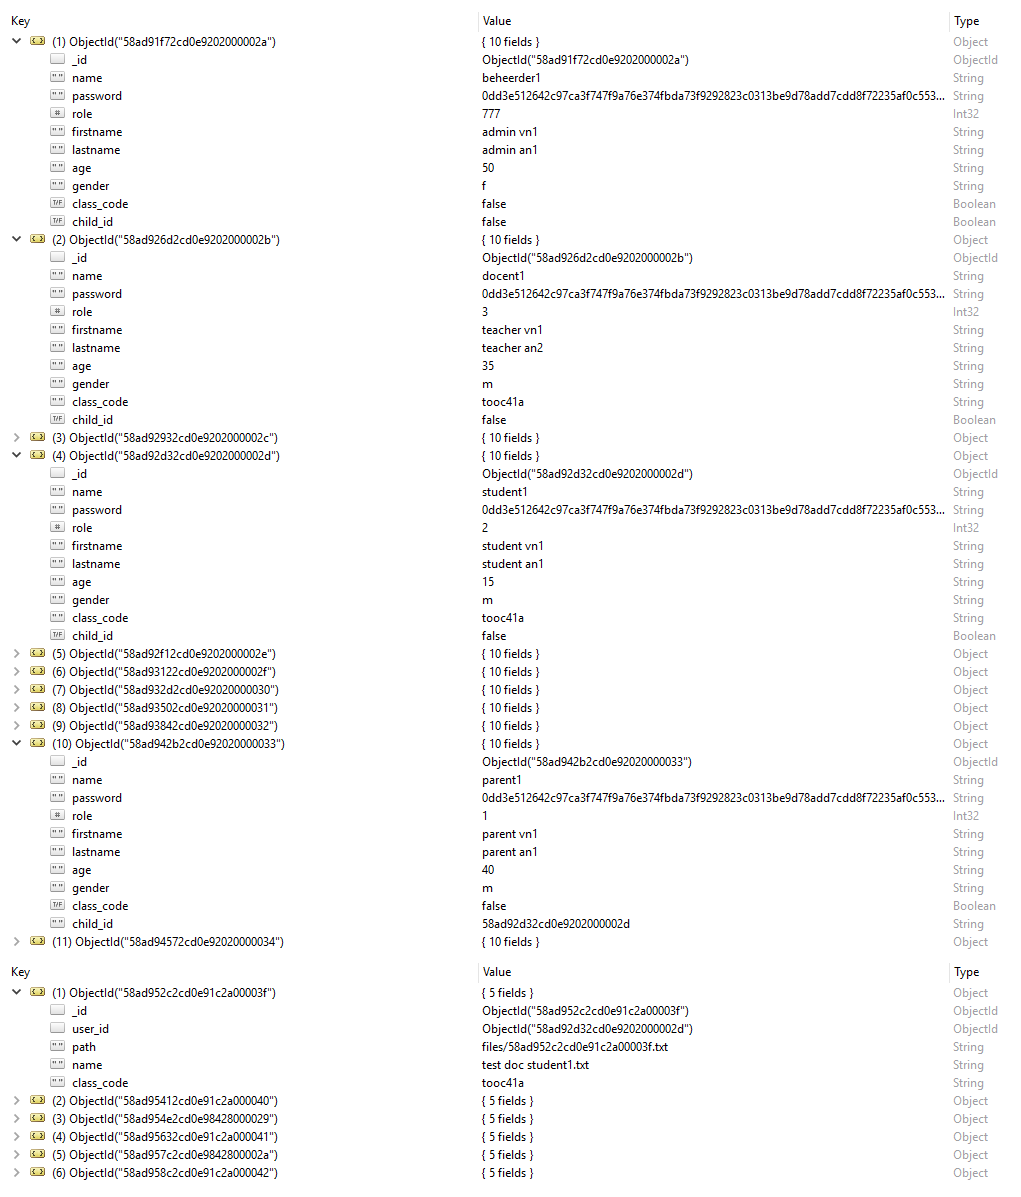 Key Value Type
(1) ObjectId("58ad91f72cd0e9202000002a") { 10 fields } Object
_id ObjectId("58ad91f72cd0e9202000002a") ObjectId
" " name beheerder1 String
" " password 0dd3e512642c97ca3f747f9a76e374fbda73f9292823c0313be9d78add7cdd8f72235af0c553... String
# role 777 Int32
" " firstname admin vn1 String
" " lastname admin an1 String
" " age 50 String
" " gender f String
T/F class_code false Boolean
T/F child_id false Boolean
(2) ObjectId("58ad926d2cd0e9202000002b") { 10 fields } Object
_id ObjectId("58ad926d2cd0e9202000002b") ObjectId
" " name docent1 String
" " password 0dd3e512642c97ca3f747f9a76e374fbda73f9292823c0313be9d78add7cdd8f72235af0c553... String
# role 3 Int32
" " firstname teacher vn1 String
" " lastname teacher an2 String
" " age 35 String
" " gender m String
" " class_code tooc41a String
T/F child_id false Boolean
(3) ObjectId("58ad92932cd0e9202000002c") { 10 fields } Object
(4) ObjectId("58ad92d32cd0e9202000002d") { 10 fields } Object
_id ObjectId("58ad92d32cd0e9202000002d") ObjectId
" " name student1 String
" " password 0dd3e512642c97ca3f747f9a76e374fbda73f9292823c0313be9d78add7cdd8f72235af0c553... String
# role 2 Int32
" " firstname student vn1 String
" " lastname student an1 String
" " age 15 String
" " gender m String
" " class_code tooc41a String
T/F child_id false Boolean
(5) ObjectId("58ad92f12cd0e9202000002e") { 10 fields } Object
(6) ObjectId("58ad93122cd0e9202000002f") { 10 fields } Object
(7) ObjectId("58ad932d2cd0e92020000030") { 10 fields } Object
(8) ObjectId("58ad93502cd0e92020000031") { 10 fields } Object
(9) ObjectId("58ad93842cd0e92020000032") { 10 fields } Object
(10) ObjectId("58ad942b2cd0e92020000033") { 10 fields } Object
_id ObjectId("58ad942b2cd0e92020000033") ObjectId
" " name parent1 String
" " password 0dd3e512642c97ca3f747f9a76e374fbda73f9292823c0313be9d78add7cdd8f72235af0c553... String
# role 1 Int32
" " firstname parent vn1 String
" " lastname parent an1 String
" " age 40 String
" " gender m String
T/F class_code false Boolean
" " child_id 58ad92d32cd0e9202000002d String
(11) ObjectId("58ad94572cd0e92020000034") { 10 fields } Object
Key Value Type
(1) ObjectId("58ad952c2cd0e91c2a00003f") { 5 fields } Object
_id ObjectId("58ad952c2cd0e91c2a00003f") ObjectId
user_id ObjectId("58ad92d32cd0e9202000002d") ObjectId
" " path files/58ad952c2cd0e91c2a00003f.txt String
" " name test doc student1.txt String
" " class_code tooc41a String
(2) ObjectId("58ad95412cd0e91c2a000040") { 5 fields } Object
(3) ObjectId("58ad954e2cd0e98428000029") { 5 fields } Object
(4) ObjectId("58ad95632cd0e91c2a000041") { 5 fields } Object
(5) ObjectId("58ad957c2cd0e9842800002a") { 5 fields } Object
(6) ObjectId("58ad958c2cd0e91c2a000042") { 5 fields } Object